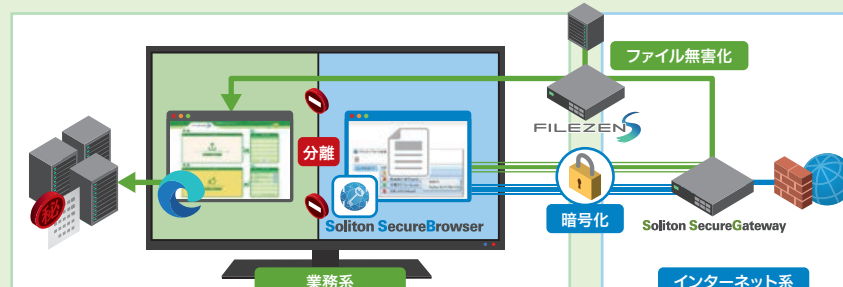 ファイル無害化
FILEZEN S
分離
秘
暗号化
Soliton SecureBrowser
Soliton SecureGateway
業務系
インターネット系